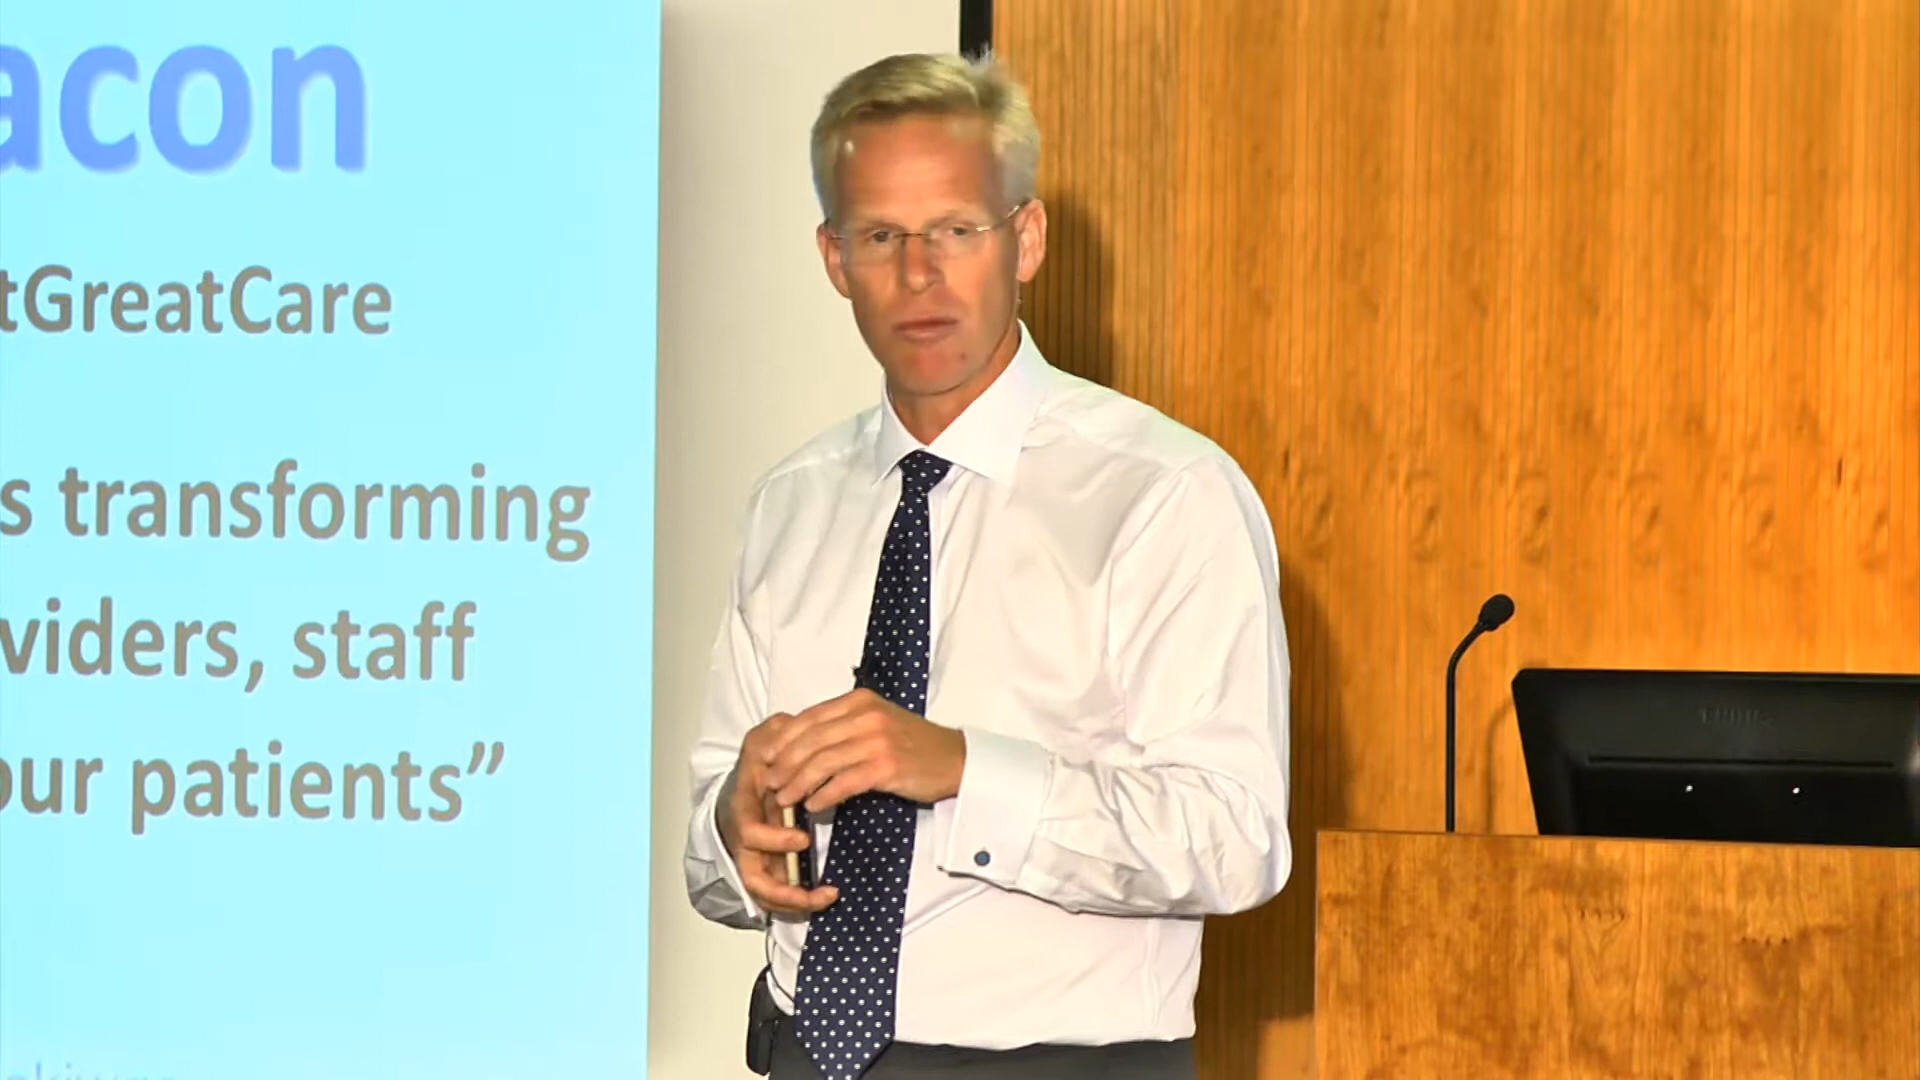 acon
tGreatCare
s transforming
viders, staff
our patients”